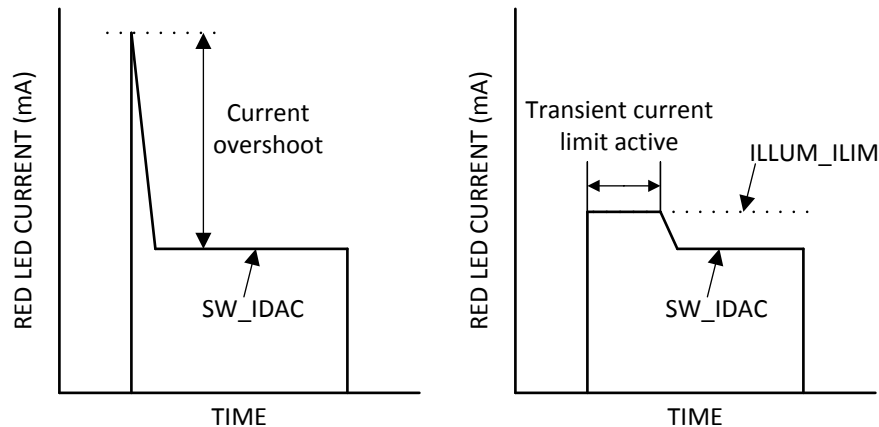 RED LED CURRENT (mA)
Current
overshoot
SW_IDAC
TIME
RED LED CURRENT (mA)
Transient current
limit active
ILLUM_ILIM
SW_IDAC
TIME